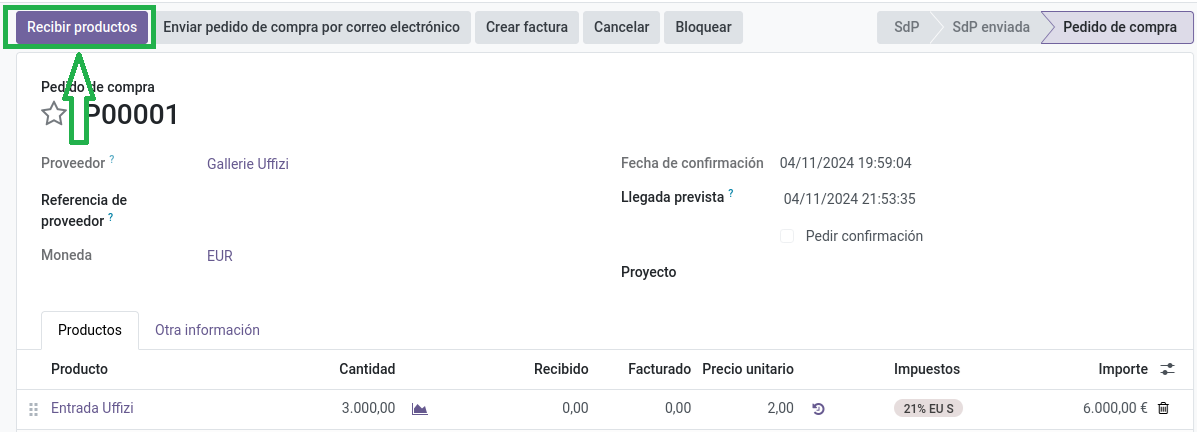 Recibir productos Enviar pedido de compra por correo electrónico Crear factura Cancelar Bloquear SdP SdP enviada Pedido de compra
Pedido de compra
P00001
Proveedor ? Gallerie Uffizi Fecha de confirmación 04/11/2024 19:59:04
Referencia de proveedor ? Llegada prevista ? 04/11/2024 21:53:35
Pedir confirmación
Moneda EUR
Proyecto
Productos Otra información
Producto Cantidad Recibido Facturado Precio unitario Impuestos Importe
Entrada Uffizi 3.000,00 0,00 0,00 2,00 21% EU S 6.000,00 €